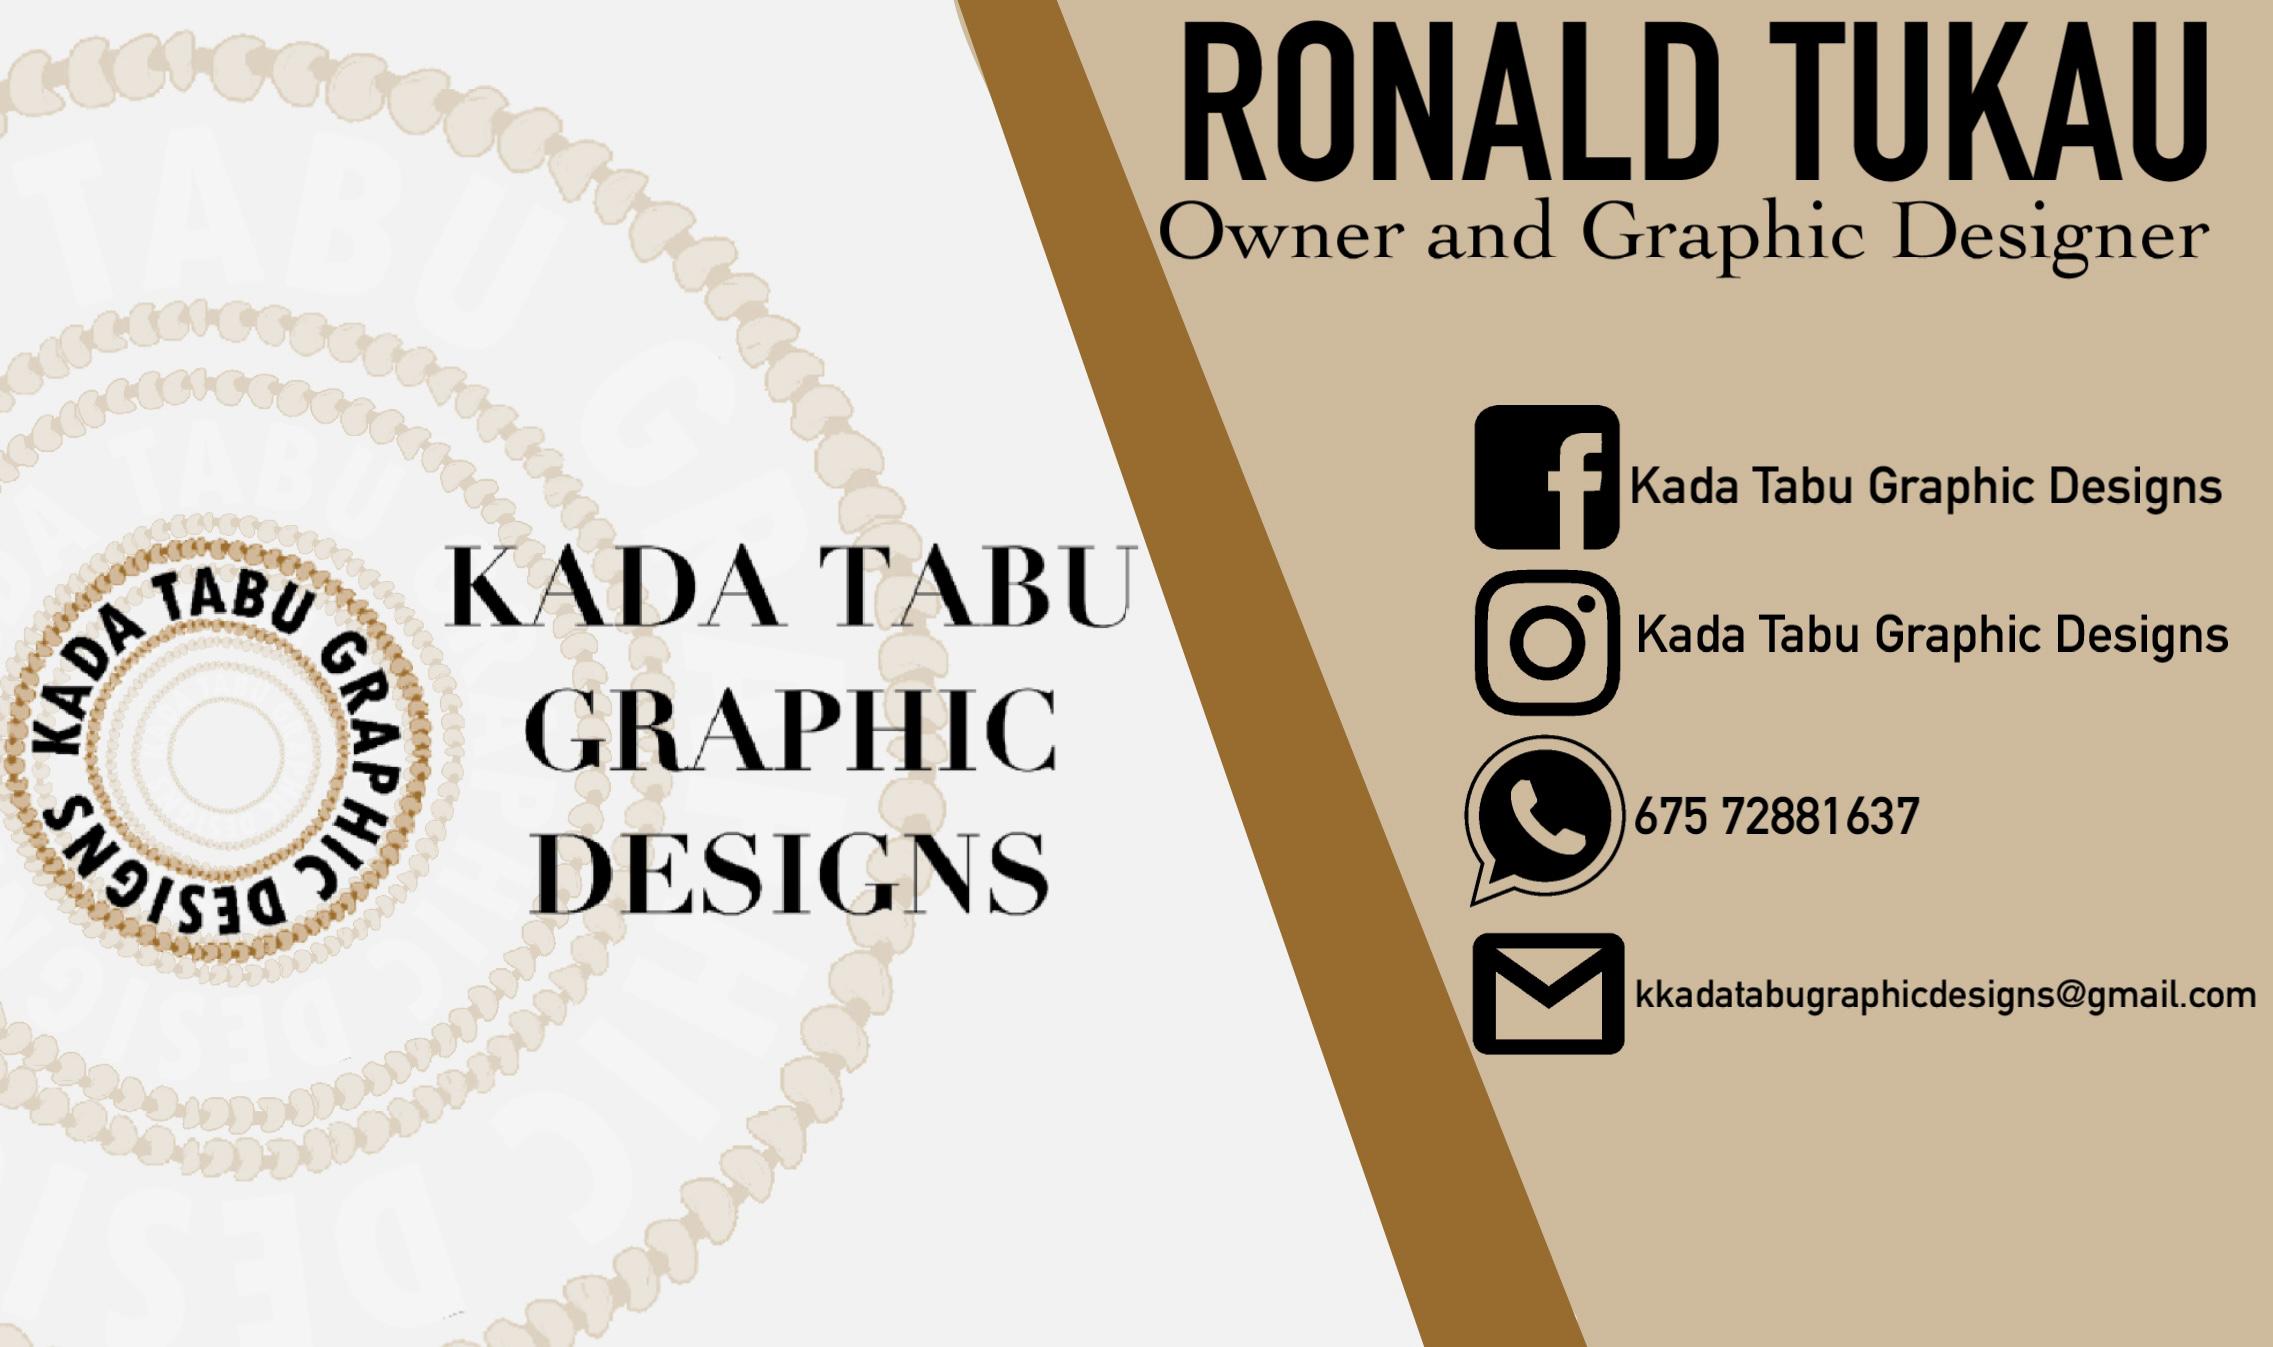 KADA TABU GRAPHIC DESIGNS
KADA TABU
GRAPHIC
DESIGNS
RONALD TUKAU
Owner and Graphic Designer
Kada Tabu Graphic Designs
Kada Tabu Graphic Designs
675 72881637
kkadatabugraphicdesigns@gmail.com